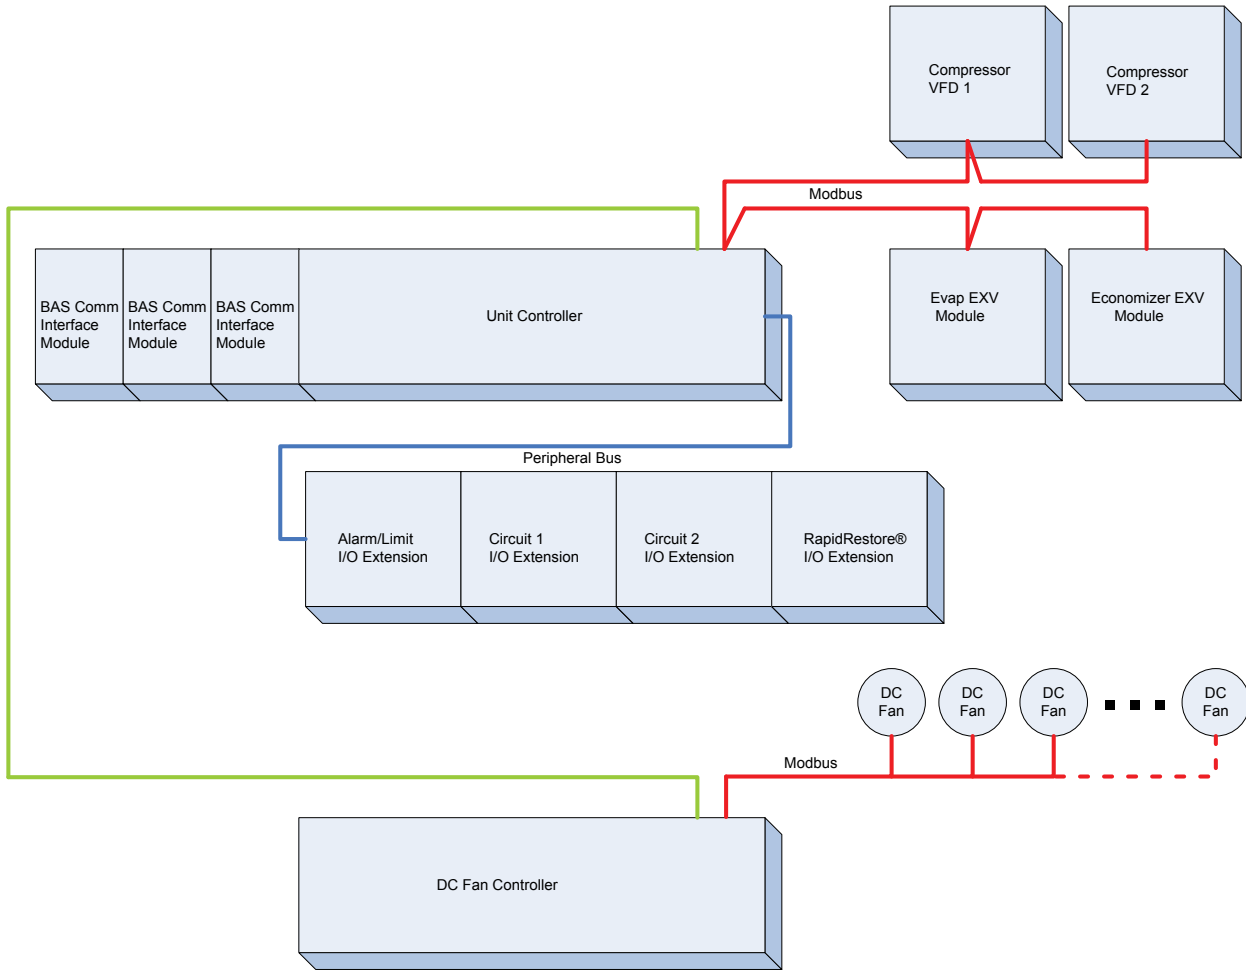 Compressor
VFD 1
Compressor
VFD 2
Modbus
BAS Comm
Interface
Module
BAS Comm
Interface
Module
BAS Comm
Interface
Module
Unit Controller
Evap EXV
Module
Economizer EXV
Module
Peripheral Bus
Alarm/Limit
I/O Extension
Circuit 1
I/O Extension
Circuit 2
I/O Extension
RapidRestore®
I/O Extension
DC
Fan
DC
Fan
DC
Fan
DC
Fan
Modbus
DC Fan Controller